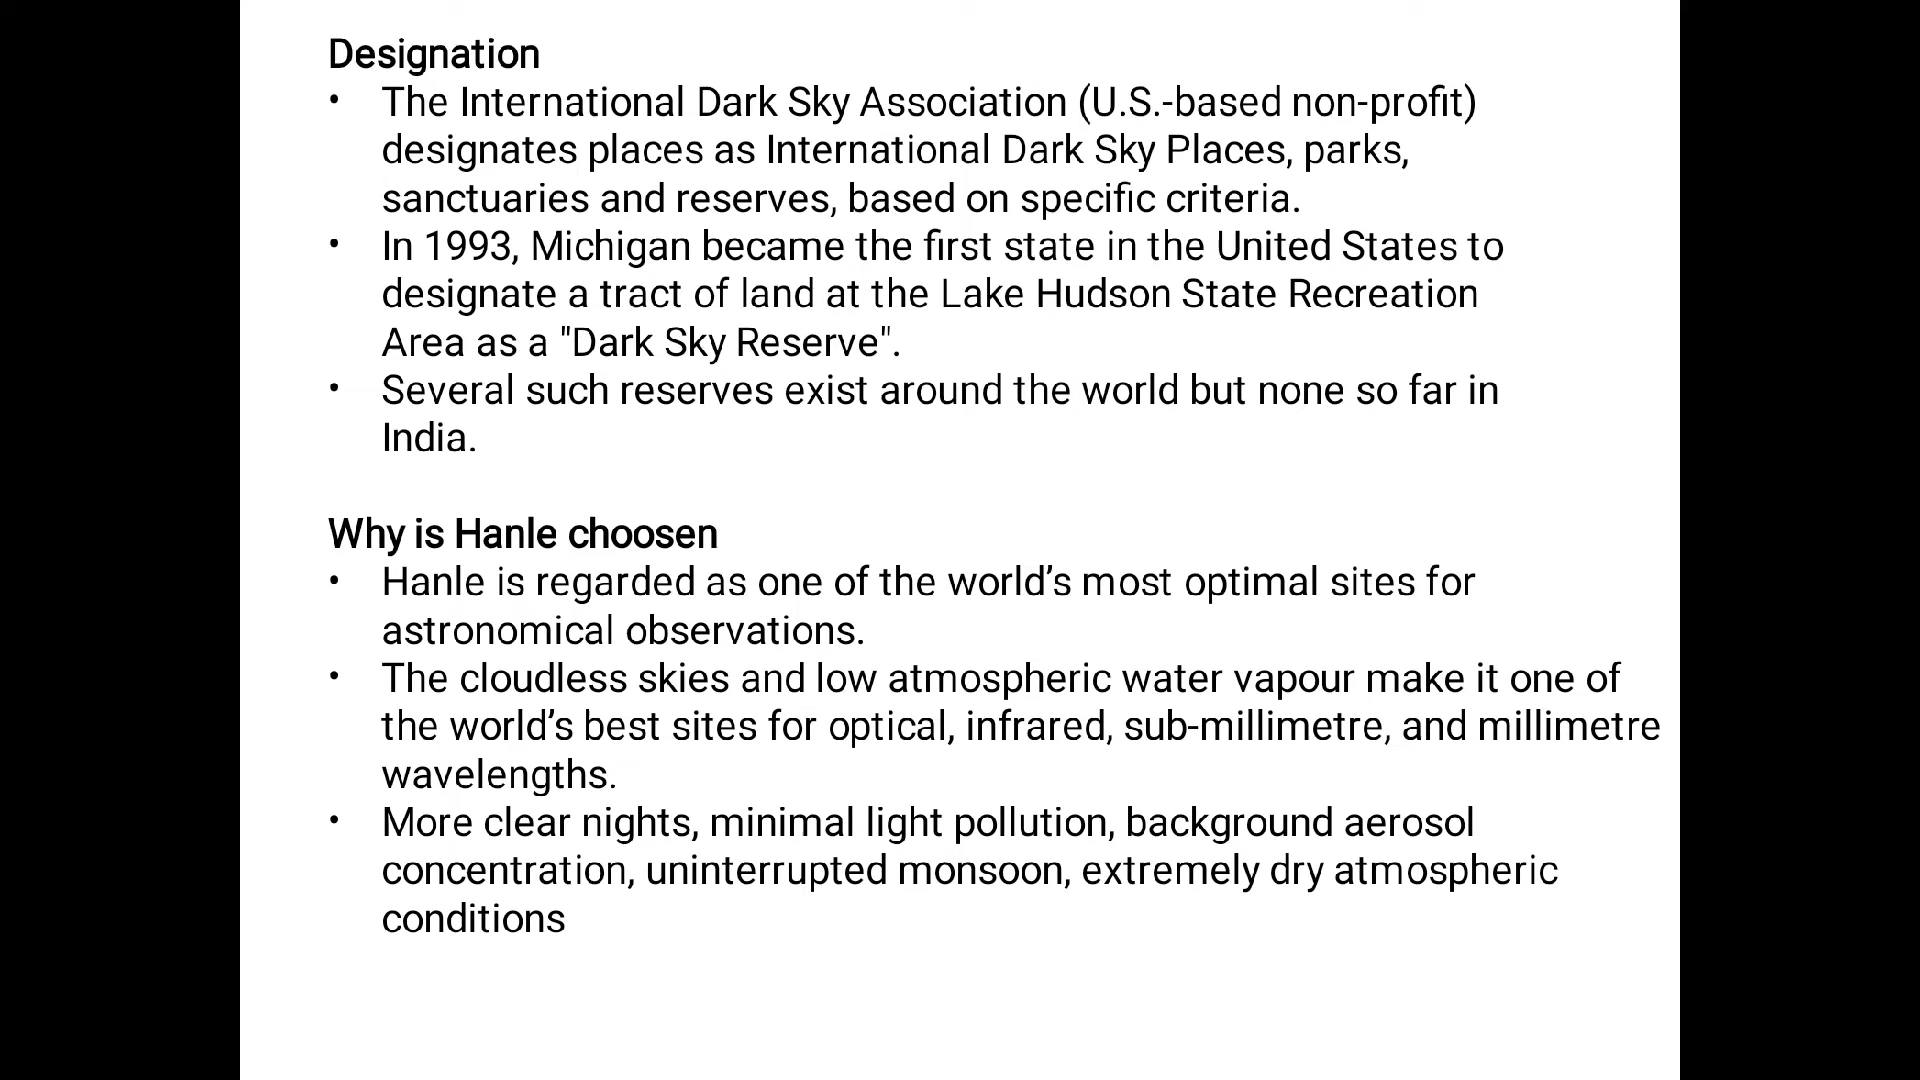 Designation
• The International Dark Sky Association (U.S.-based non-profit)
designates places as International Dark Sky Places, parks,
sanctuaries and reserves, based on specific criteria.
• In 1993, Michigan became the first state in the United States to
designate a tract of land at the Lake Hudson State Recreation
Area as a "Dark Sky Reserve".
• Several such reserves exist around the world but none so far in
India.
Why is Hanle choosen
• Hanle is regarded as one of the world’s most optimal sites for
astronomical observations.
• The cloudless skies and low atmospheric water vapour make it one of
the world’s best sites for optical, infrared, sub-millimetre, and millimetre
wavelengths.
• More clear nights, minimal light pollution, background aerosol
concentration, uninterrupted monsoon, extremely dry atmospheric
conditions